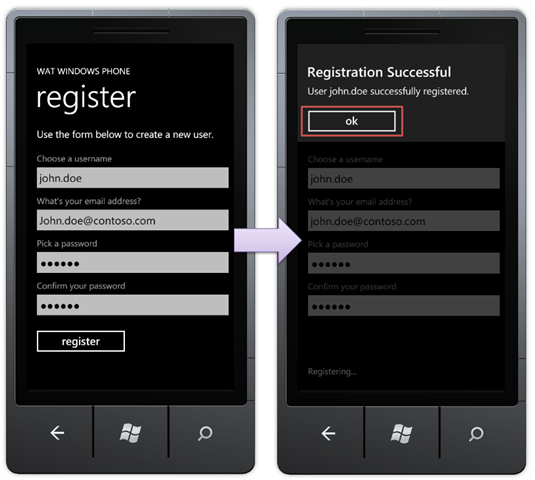 WAT WINDOWS PHONE
register
Use the form below to create a new user.
Choose a username
john.doe
What's your email address?
John.doe@contoso.com
Pick a password
●●●●●●
Confirm your password
●●●●●●
register
Registration Successful
User john.doe successfully registered.
ok
Choose a username
john.doe
What's your email address?
john.doe@contoso.com
Pick a password
●●●●●●
Confirm your password
●●●●●●
Registering...